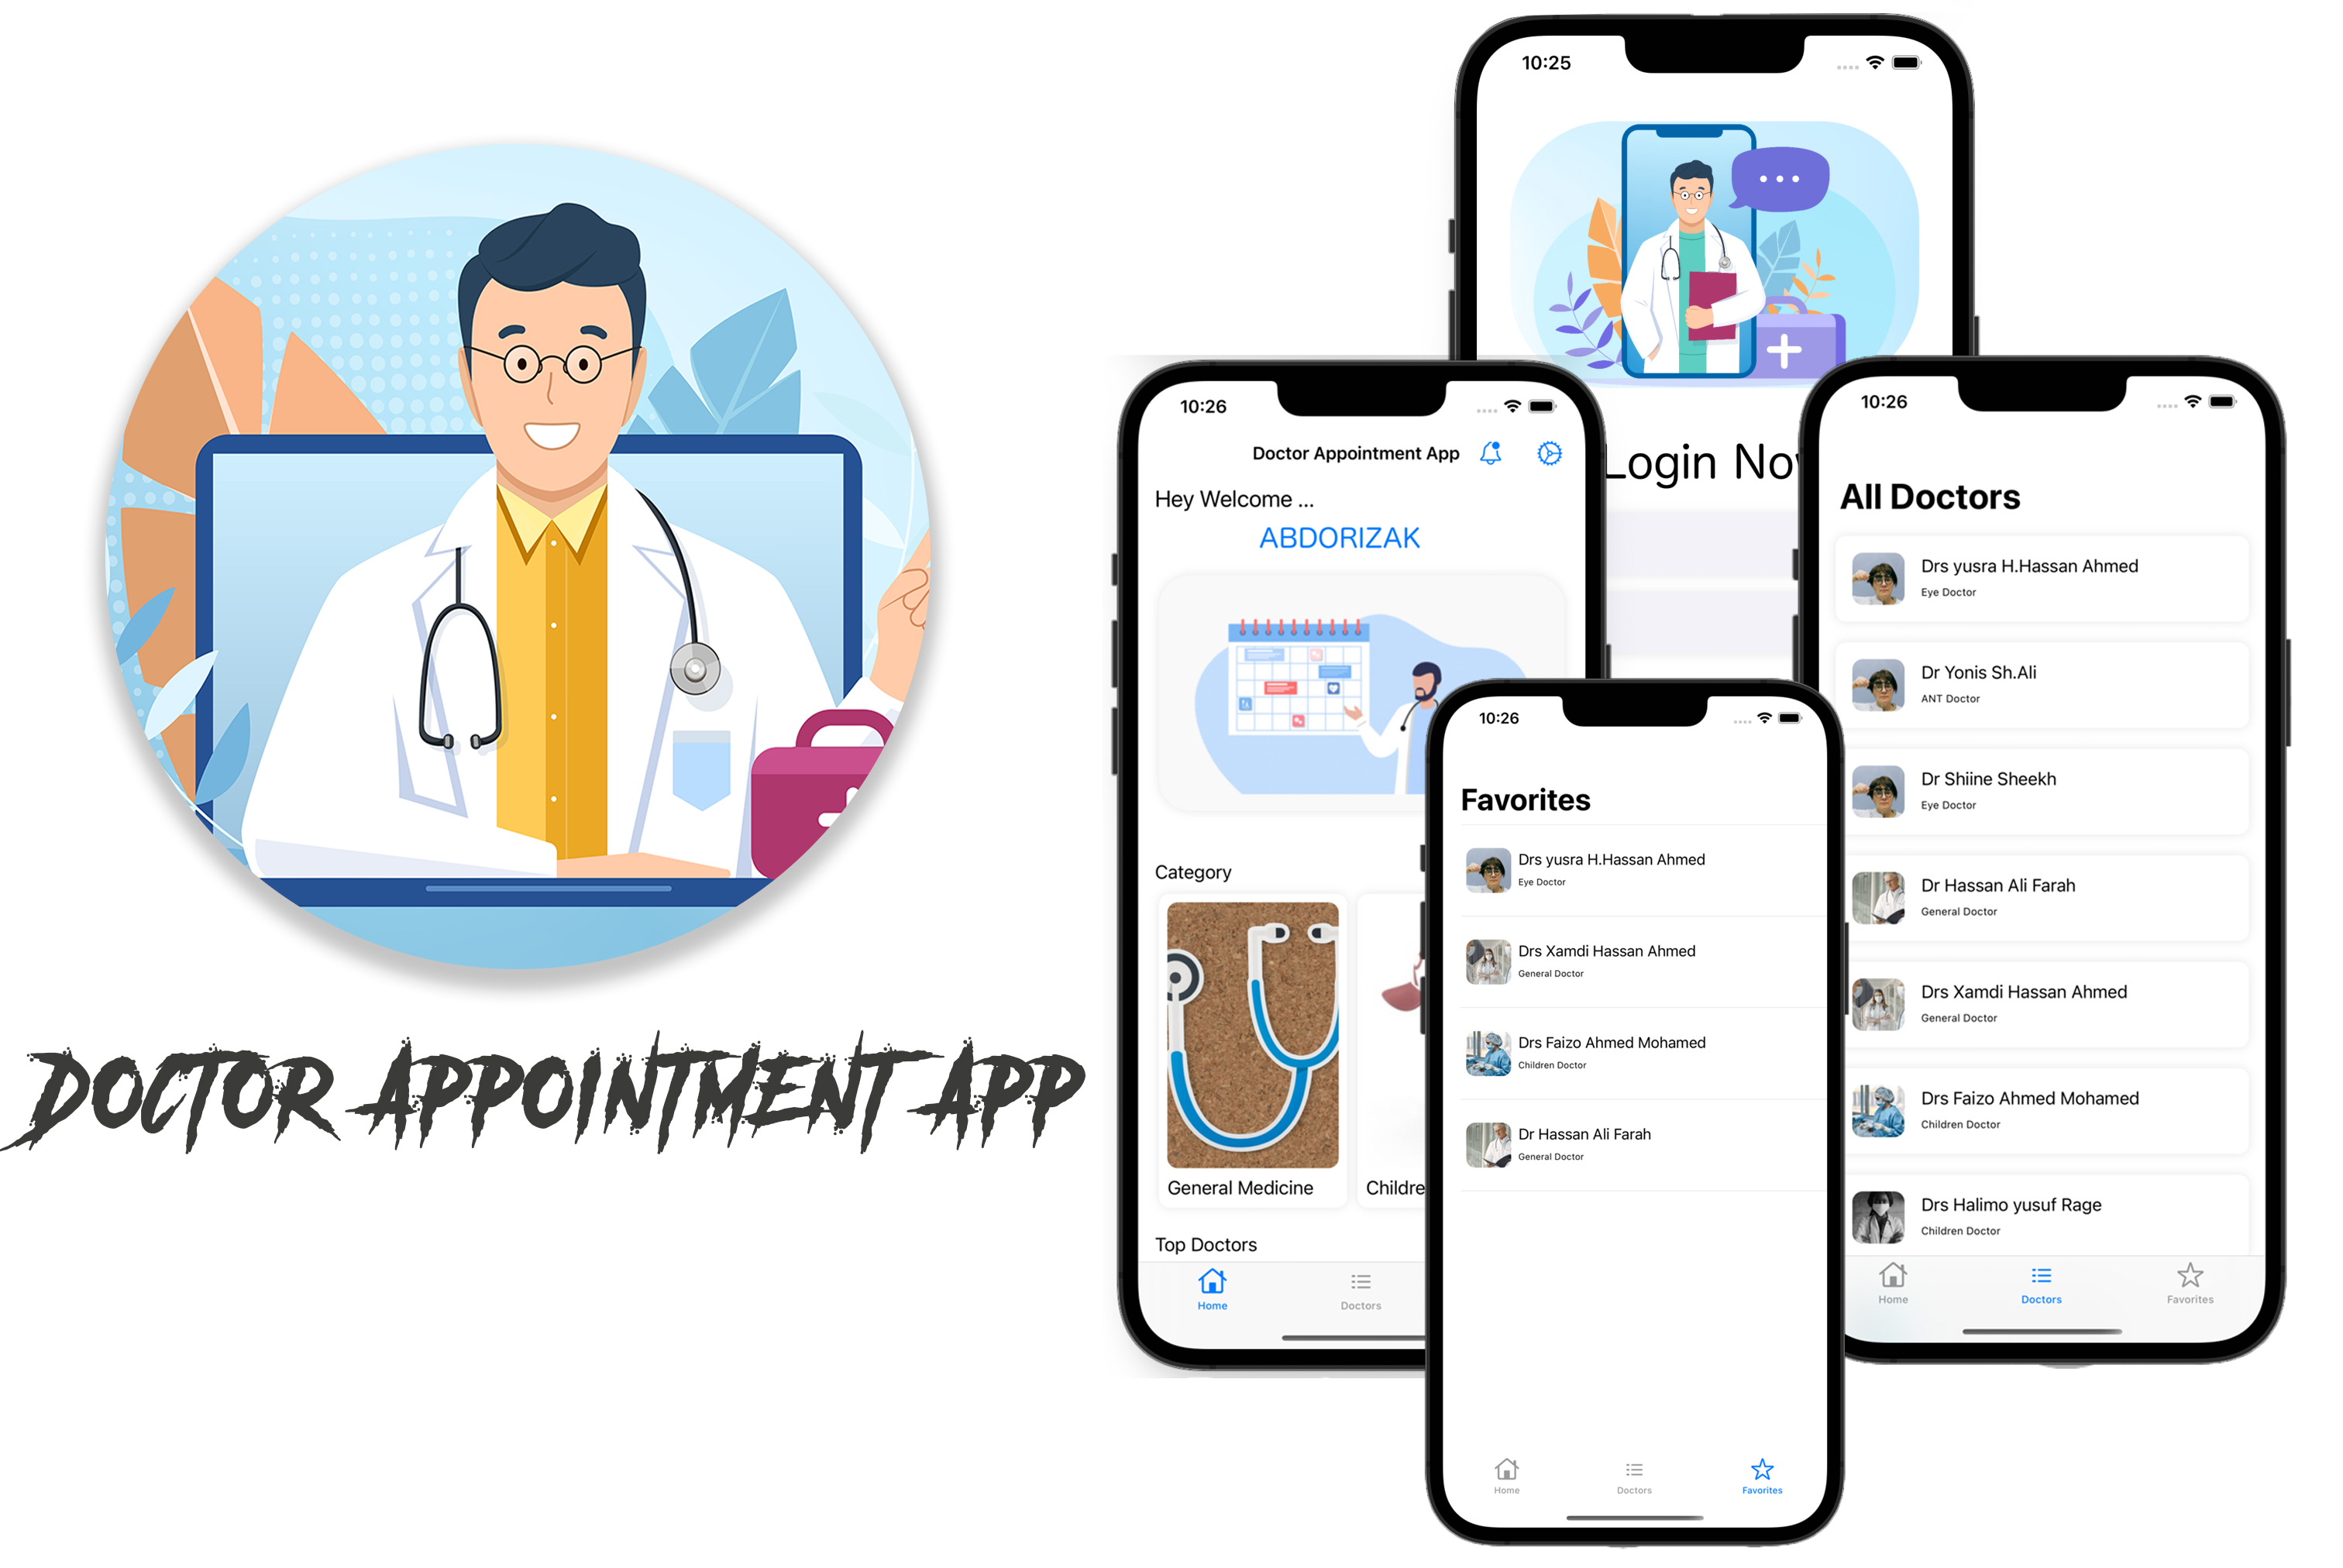 DOCTOR APPOINTMENT APP
10:25
Login Now
10:26
Doctor Appointment App
Hey Welcome ...
ABDORIZAK
Category
General Medicine
Top Doctors
Home
Doctors
10:26
Favorites
Drs yusra H.Hassan Ahmed
Eye Doctor
Drs Xamdi Hassan Ahmed
General Doctor
Drs Faizo Ahmed Mohamed
Children Doctor
Dr Hassan Ali Farah
General Doctor
Home
Doctors
Favorites
10:26
All Doctors
Drs yusra H.Hassan Ahmed
Eye Doctor
Dr Yonis Sh.Ali
ANT Doctor
Dr Shiine Sheekh
Eye Doctor
Dr Hassan Ali Farah
General Doctor
Drs Xamdi Hassan Ahmed
General Doctor
Drs Faizo Ahmed Mohamed
Children Doctor
Drs Halimo yusuf Rage
Children Doctor
Home
Doctors
Favorites